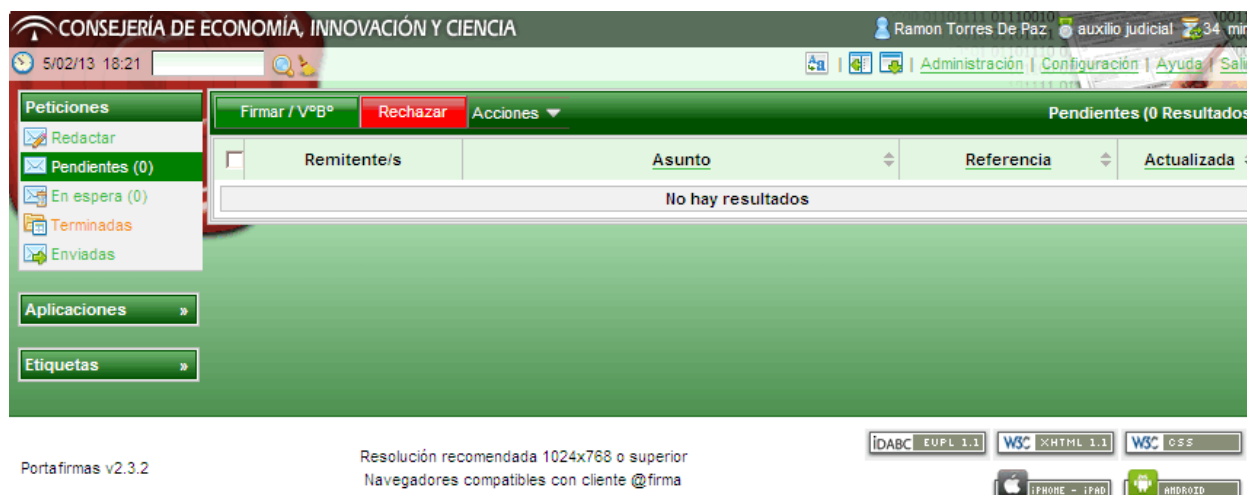 CONSEJERÍA DE ECONOMÍA, INNOVACIÓN Y CIENCIA
Ramon Torres De Paz auxilio judicial 34 min
5/02/13 18:21 | | Administración | Configuración | Ayuda | Sali
Peticiones
Redactar
Pendientes (0)
En espera (0)
Terminadas
Enviadas
Aplicaciones »
Etiquetas »
Firmar / VºBº Rechazar Acciones Pendientes (0 Resultados
Remitente/s Asunto Referencia Actualizada
No hay resultados
Portafirmas v2.3.2
Resolución recomendada 1024x768 o superior
Navegadores compatibles con cliente @firma
IDABC EUPL 1.1 W3C XHTML 1.1 W3C CSS
iPHONE - iPAD ANDROID